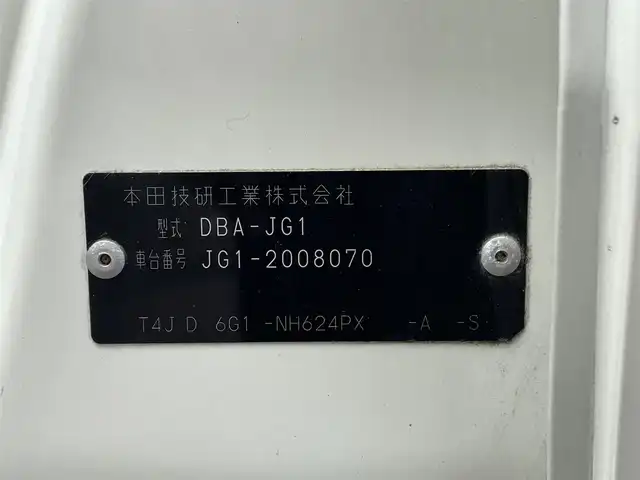 本田技研工業株式会社
型式 DBA-JG1
車台番号 JG1-2008070
T4J D 6G1 -NH624PX -A -S